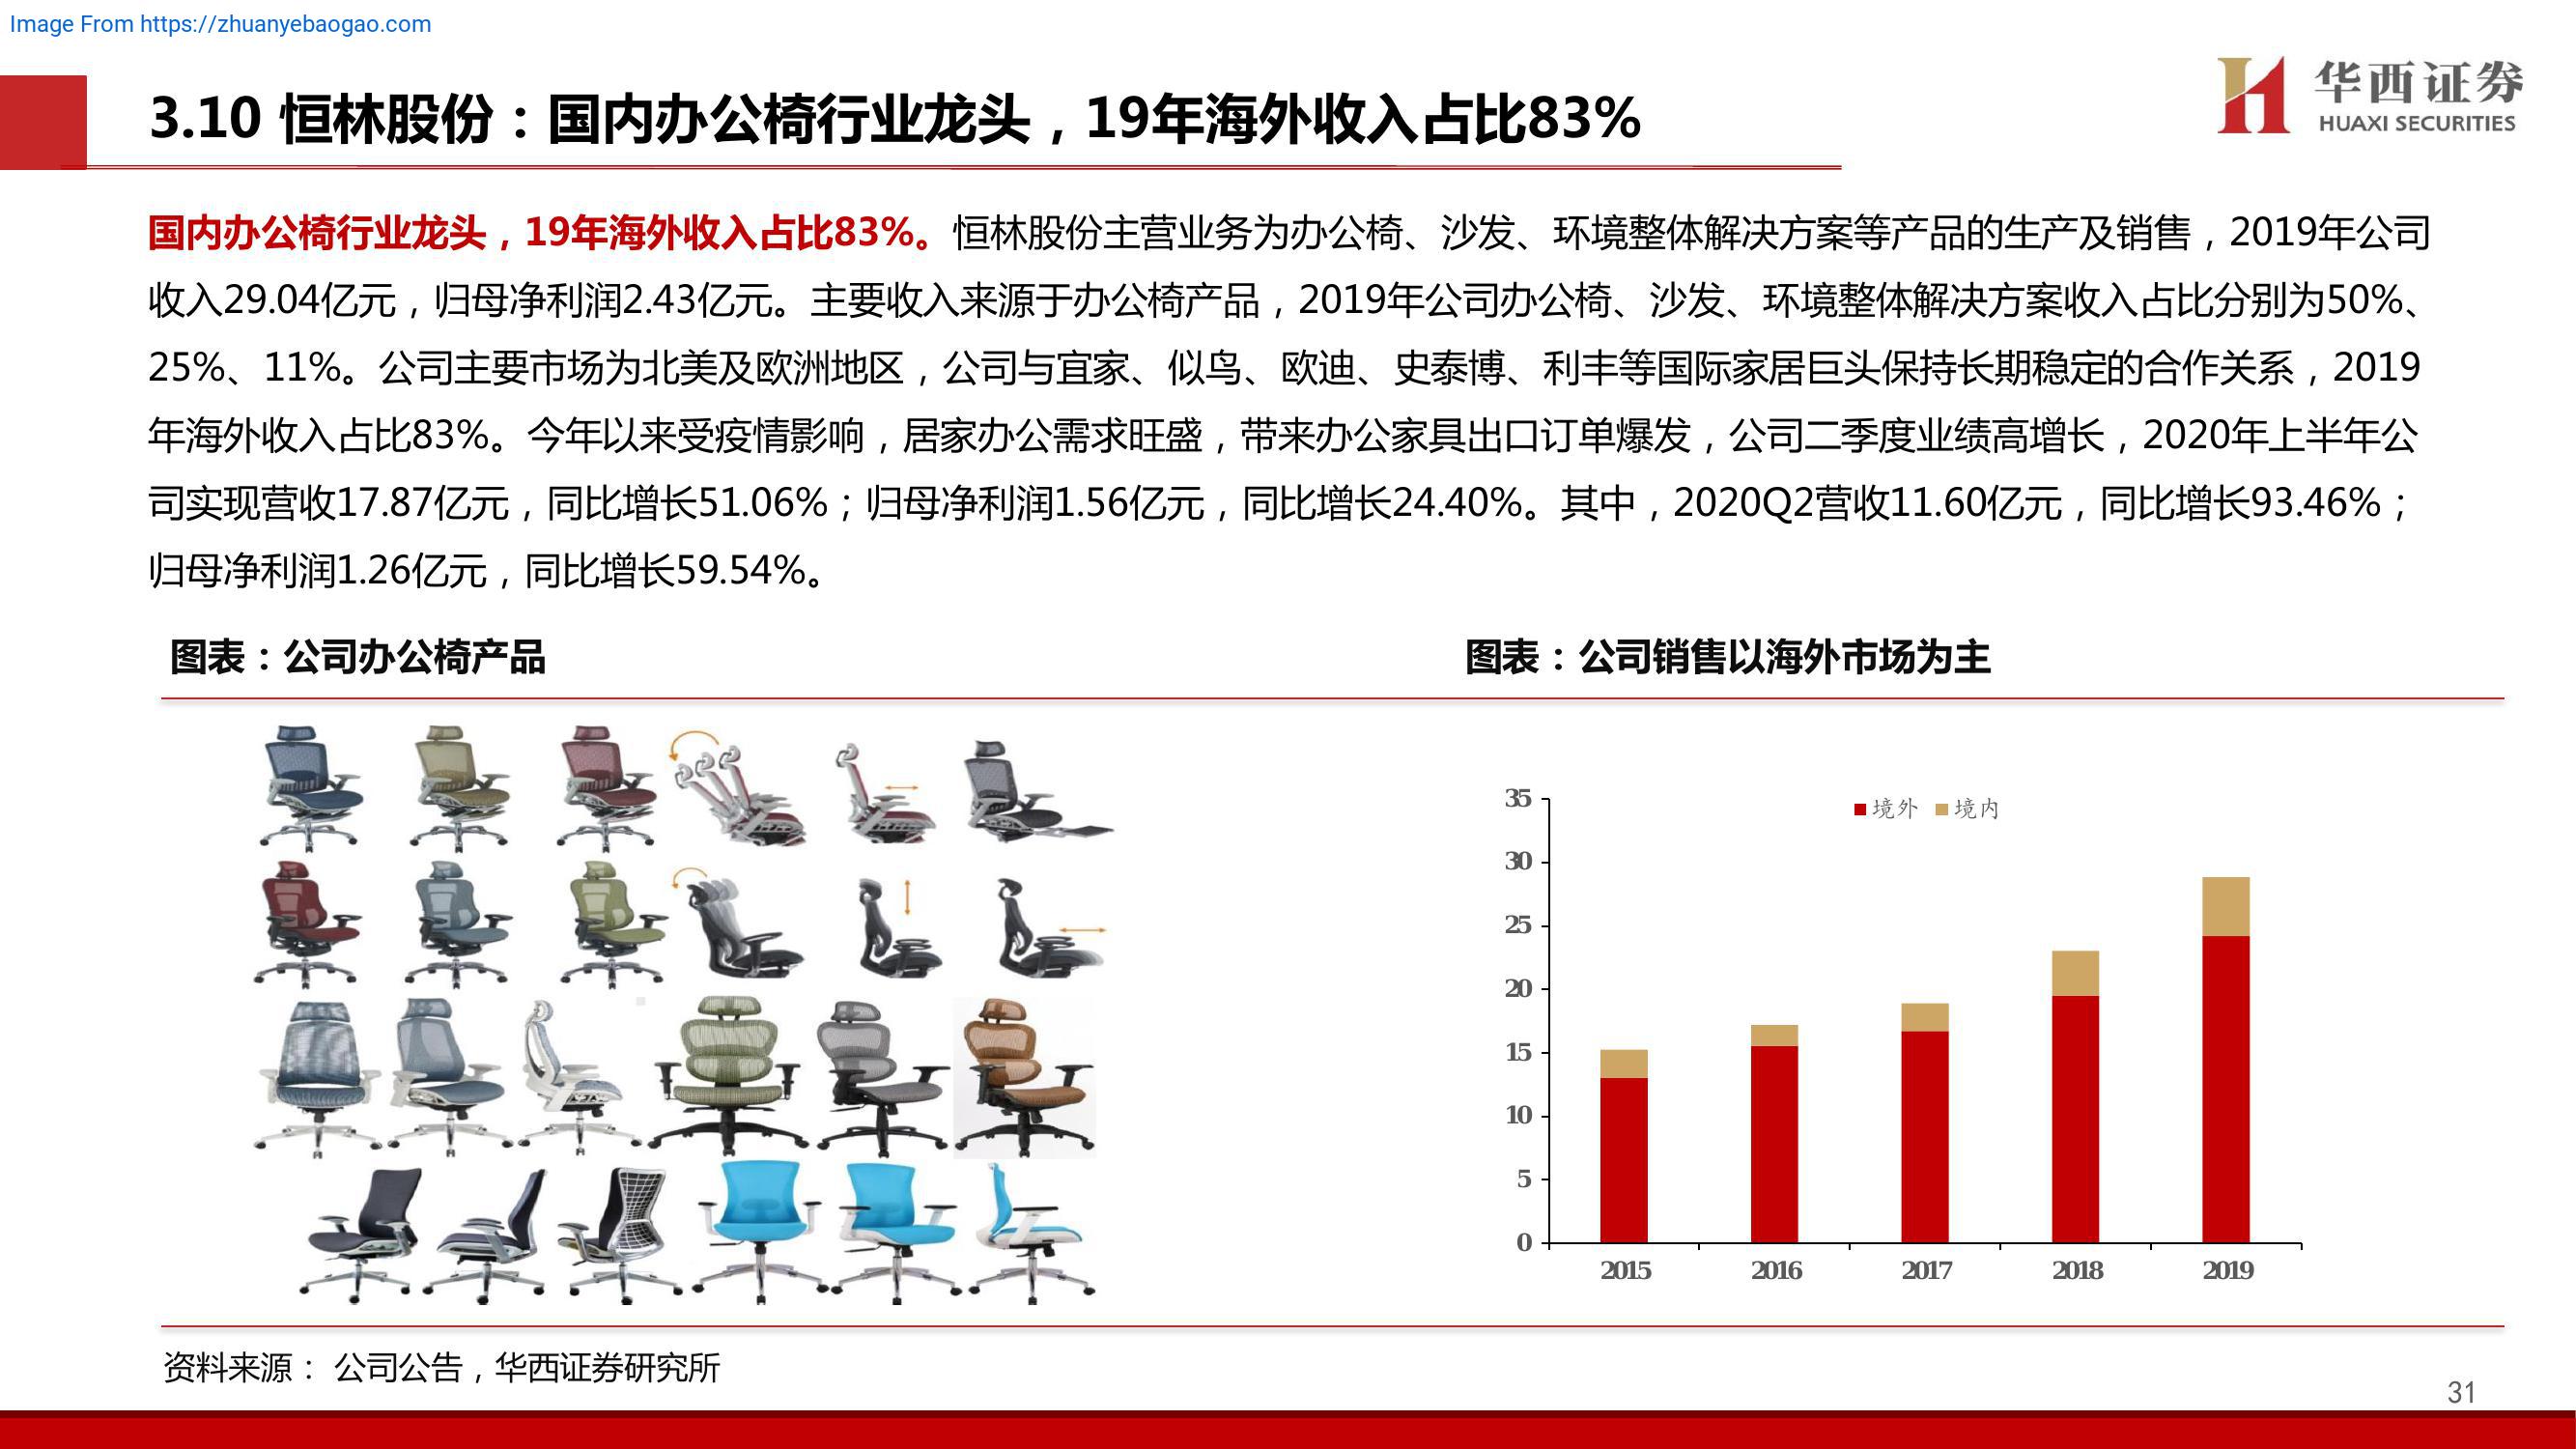 Image From https://zhuanyebaogao.com
华西证券
HUAXI SECURITIES
3.10 恒林股份：国内办公椅行业龙头，19年海外收入占比83%
国内办公椅行业龙头，19年海外收入占比83%。恒林股份主营业务为办公椅、沙发、环境整体解决方案等产品的生产及销售，2019年公司
收入29.04亿元，归母净利润2.43亿元。主要收入来源于办公椅产品，2019年公司办公椅、沙发、环境整体解决方案收入占比分别为50%、
25%、11%。公司主要市场为北美及欧洲地区，公司与宜家、似鸟、欧迪、史泰博、利丰等国际家居巨头保持长期稳定的合作关系，2019
年海外收入占比83%。今年以来受疫情影响，居家办公需求旺盛，带来办公家具出口订单爆发，公司二季度业绩高增长，2020年上半年公
司实现营收17.87亿元，同比增长51.06%；归母净利润1.56亿元，同比增长24.40%。其中，2020Q2营收11.60亿元，同比增长93.46%；
归母净利润1.26亿元，同比增长59.54%。
图表：公司办公椅产品
图表：公司销售以海外市场为主
境外 境内
35
30
25
20
15
10
5
0
2015 2016 2017 2018 2019
资料来源： 公司公告，华西证券研究所
31